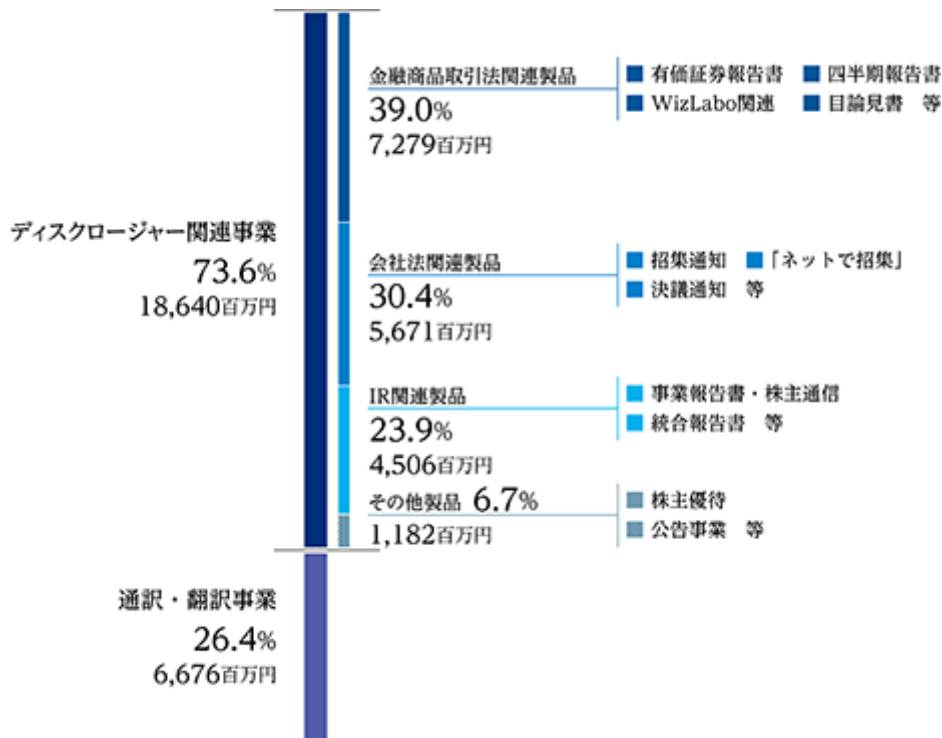 金融商品取引法関連製品
39.0%
7,279百万円
■ 有価証券報告書 ■ 四半期報告書
■ WizLabo関連 ■ 目論見書 等
ディスクロージャー関連事業
73.6%
18,640百万円
会社法関連製品
30.4%
5,671百万円
■ 招集通知 ■「ネットで招集」
■ 決議通知 等
IR関連製品
23.9%
4,506百万円
■ 事業報告書・株主通信
■ 統合報告書 等
その他製品 6.7%
1,182百万円
■ 株主優待
■ 公告事業 等
通訳・翻訳事業
26.4%
6,676百万円